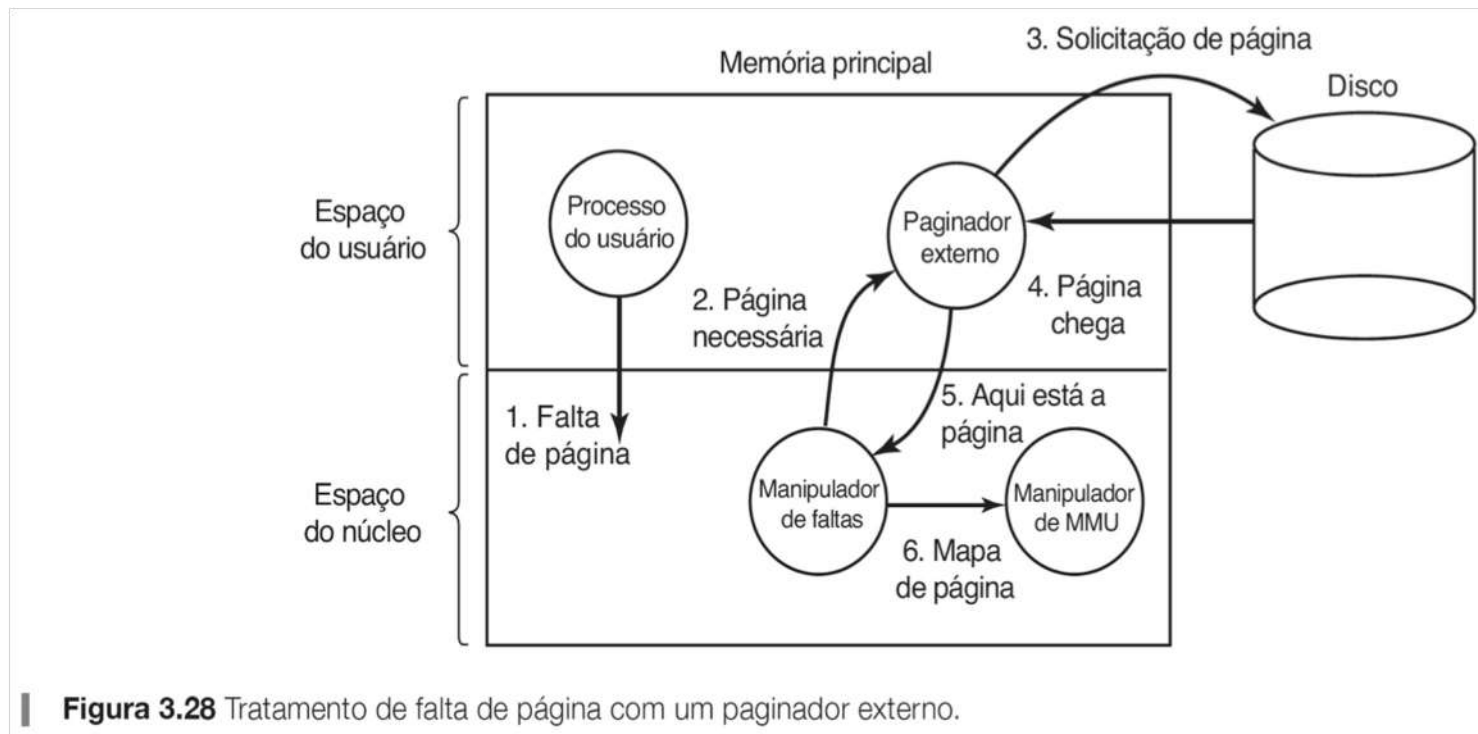 3. Solicitação de página
Memória principal
Disco
Espaço
do usuário
Processo
do usuário
Paginador
externo
2. Página
necessária
4. Página
chega
1. Falta
de página
5. Aqui está a
página
Espaço
do núcleo
Manipulador
de faltas
Manipulador
de MMU
6. Mapa
de página
Figura 3.28 Tratamento de falta de página com um paginador externo.